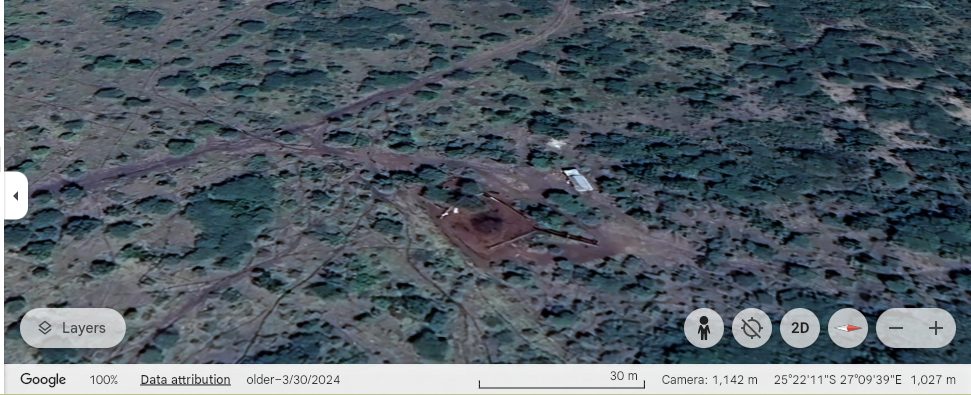 Layers
2D
Google 100% Data attribution older–3/30/2024 30 m Camera: 1,142 m 25°22'11"S 27°09'39"E 1,027 m